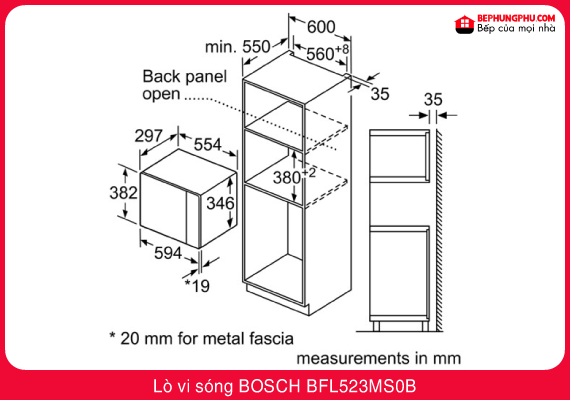 BEPHUNGPHU.COM
Bếp của mọi nhà
600
min. 550
560+8
Back panel
open
35
35
297
554
382
346
380+2
594
*19
* 20 mm for metal fascia
measurements in mm
Lò vi sóng BOSCH BFL523MS0B